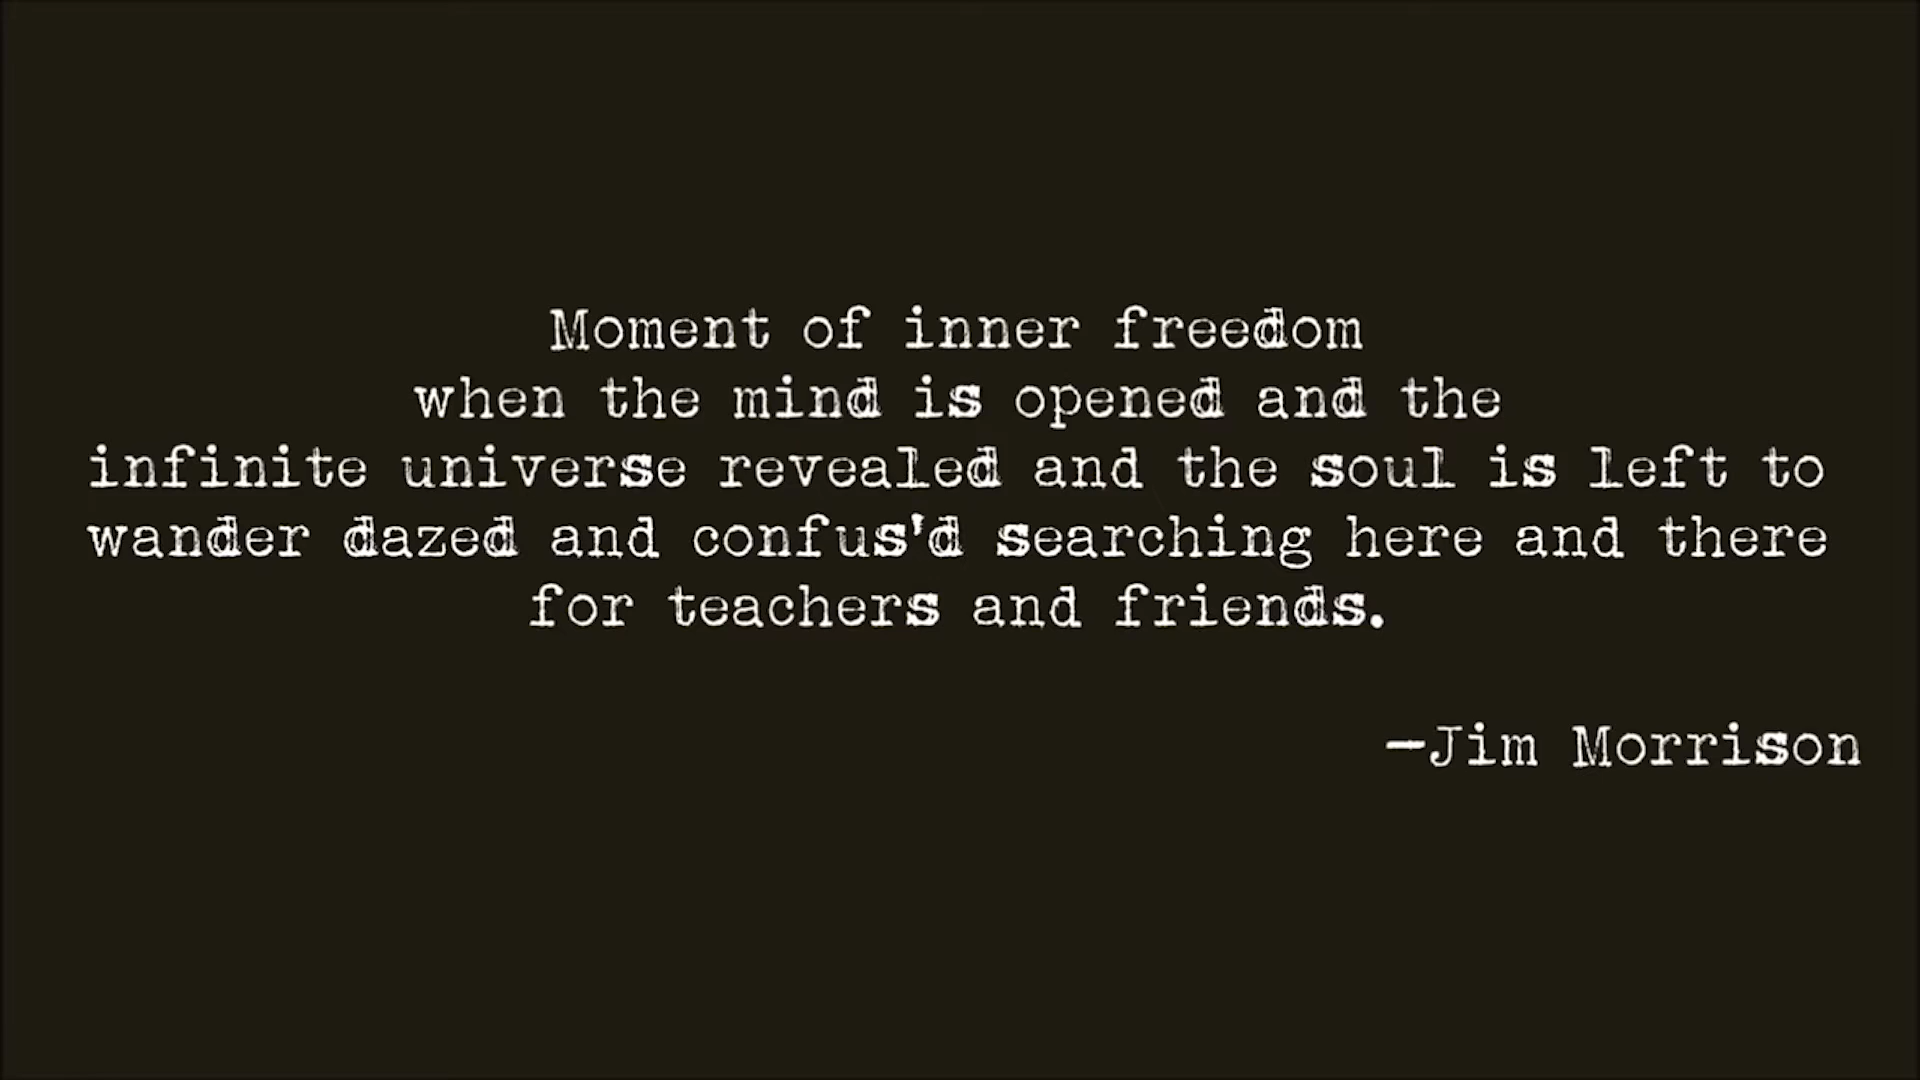 Moment of inner freedom
when the mind is opened and the
infinite universe revealed and the soul is left to
wander dazed and confus'd searching here and there
for teachers and friends.
—Jim Morrison